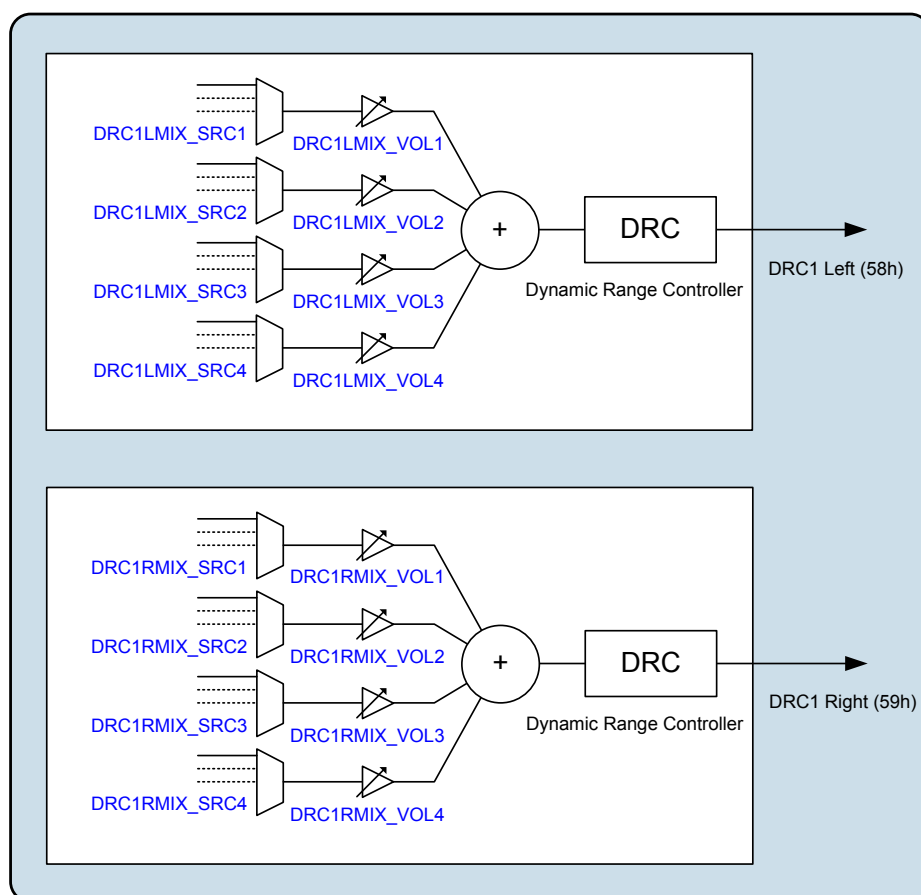 DRC1LMIX_SRC1
DRC1LMIX_VOL1
DRC1LMIX_SRC2
DRC1LMIX_VOL2
DRC1LMIX_SRC3
DRC1LMIX_VOL3
DRC1LMIX_SRC4
DRC1LMIX_VOL4
+
DRC
Dynamic Range Controller
DRC1 Left (58h)
DRC1RMIX_SRC1
DRC1RMIX_VOL1
DRC1RMIX_SRC2
DRC1RMIX_VOL2
DRC1RMIX_SRC3
DRC1RMIX_VOL3
DRC1RMIX_SRC4
DRC1RMIX_VOL4
+
DRC
Dynamic Range Controller
DRC1 Right (59h)